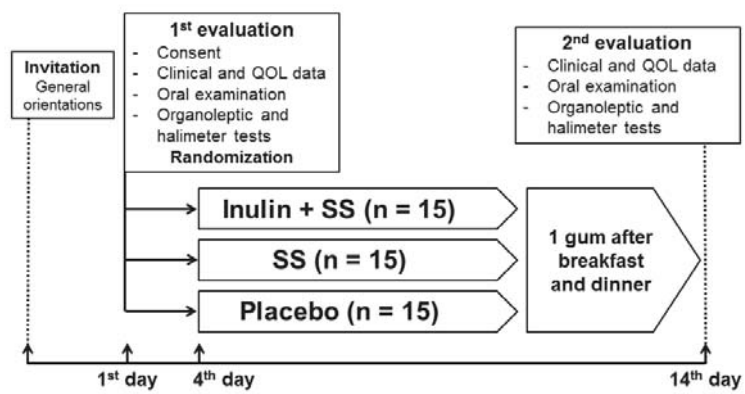 Invitation
General
orientations
1st evaluation
- Consent
- Clinical and QOL data
- Oral examination
- Organoleptic and
halimeter tests
Randomization
2nd evaluation
- Clinical and QOL data
- Oral examination
- Organoleptic and
halimeter tests
Inulin + SS (n = 15)
SS (n = 15)
Placebo (n = 15)
1 gum after
breakfast
and dinner
1st day
4th day
14th day